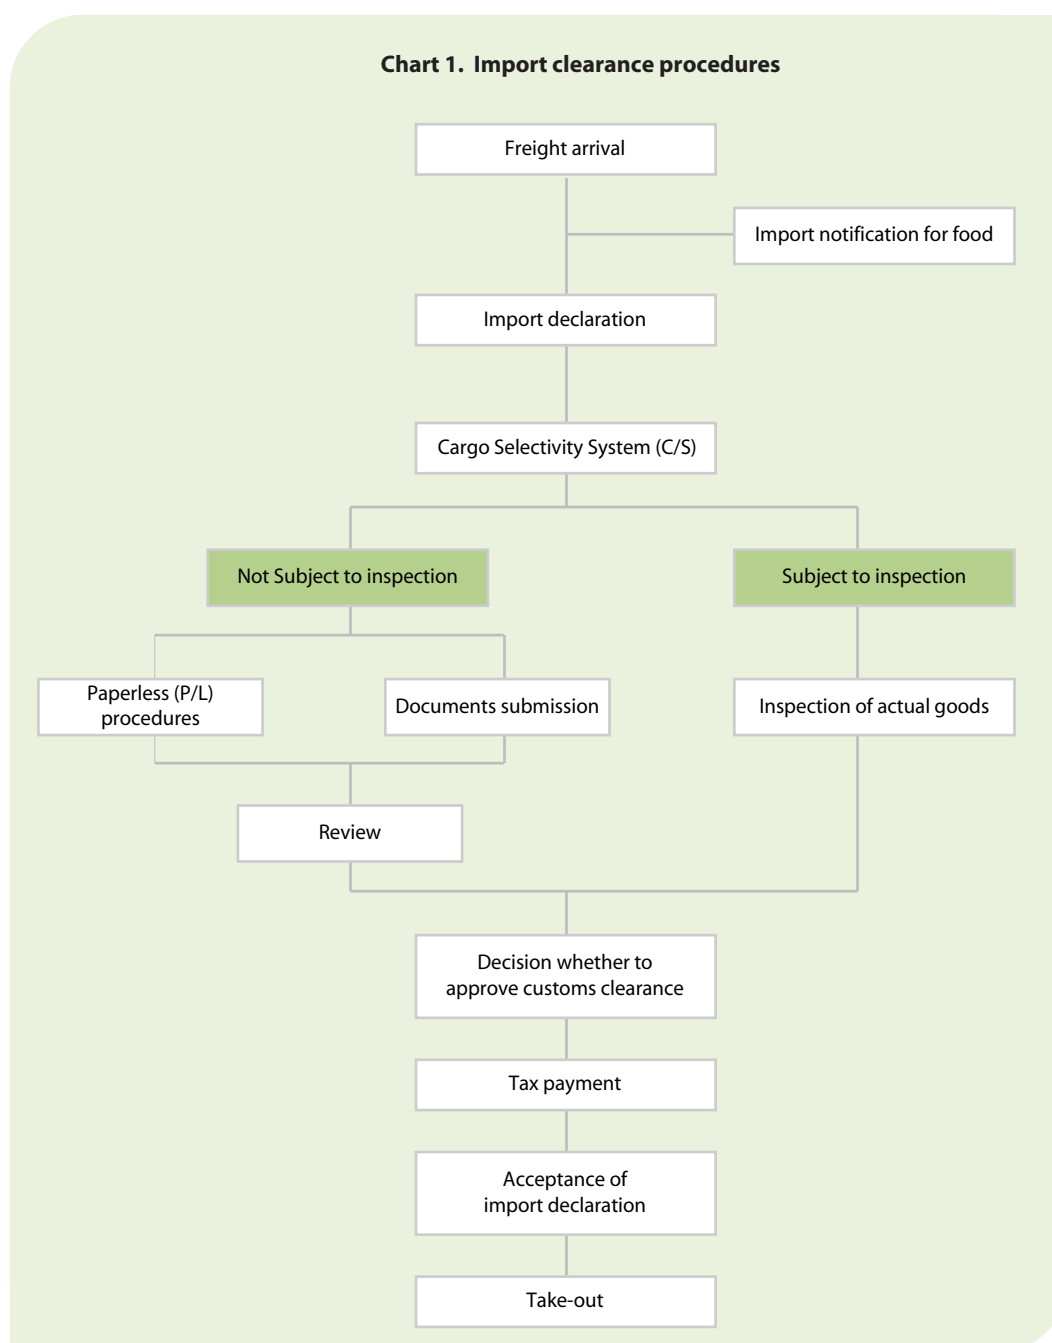 Chart 1. Import clearance procedures
Freight arrival
Import notification for food
Import declaration
Cargo Selectivity System (C/S)
Not Subject to inspection
Subject to inspection
Paperless (P/L)
procedures
Documents submission
Inspection of actual goods
Review
Decision whether to
approve customs clearance
Tax payment
Acceptance of
import declaration
Take-out